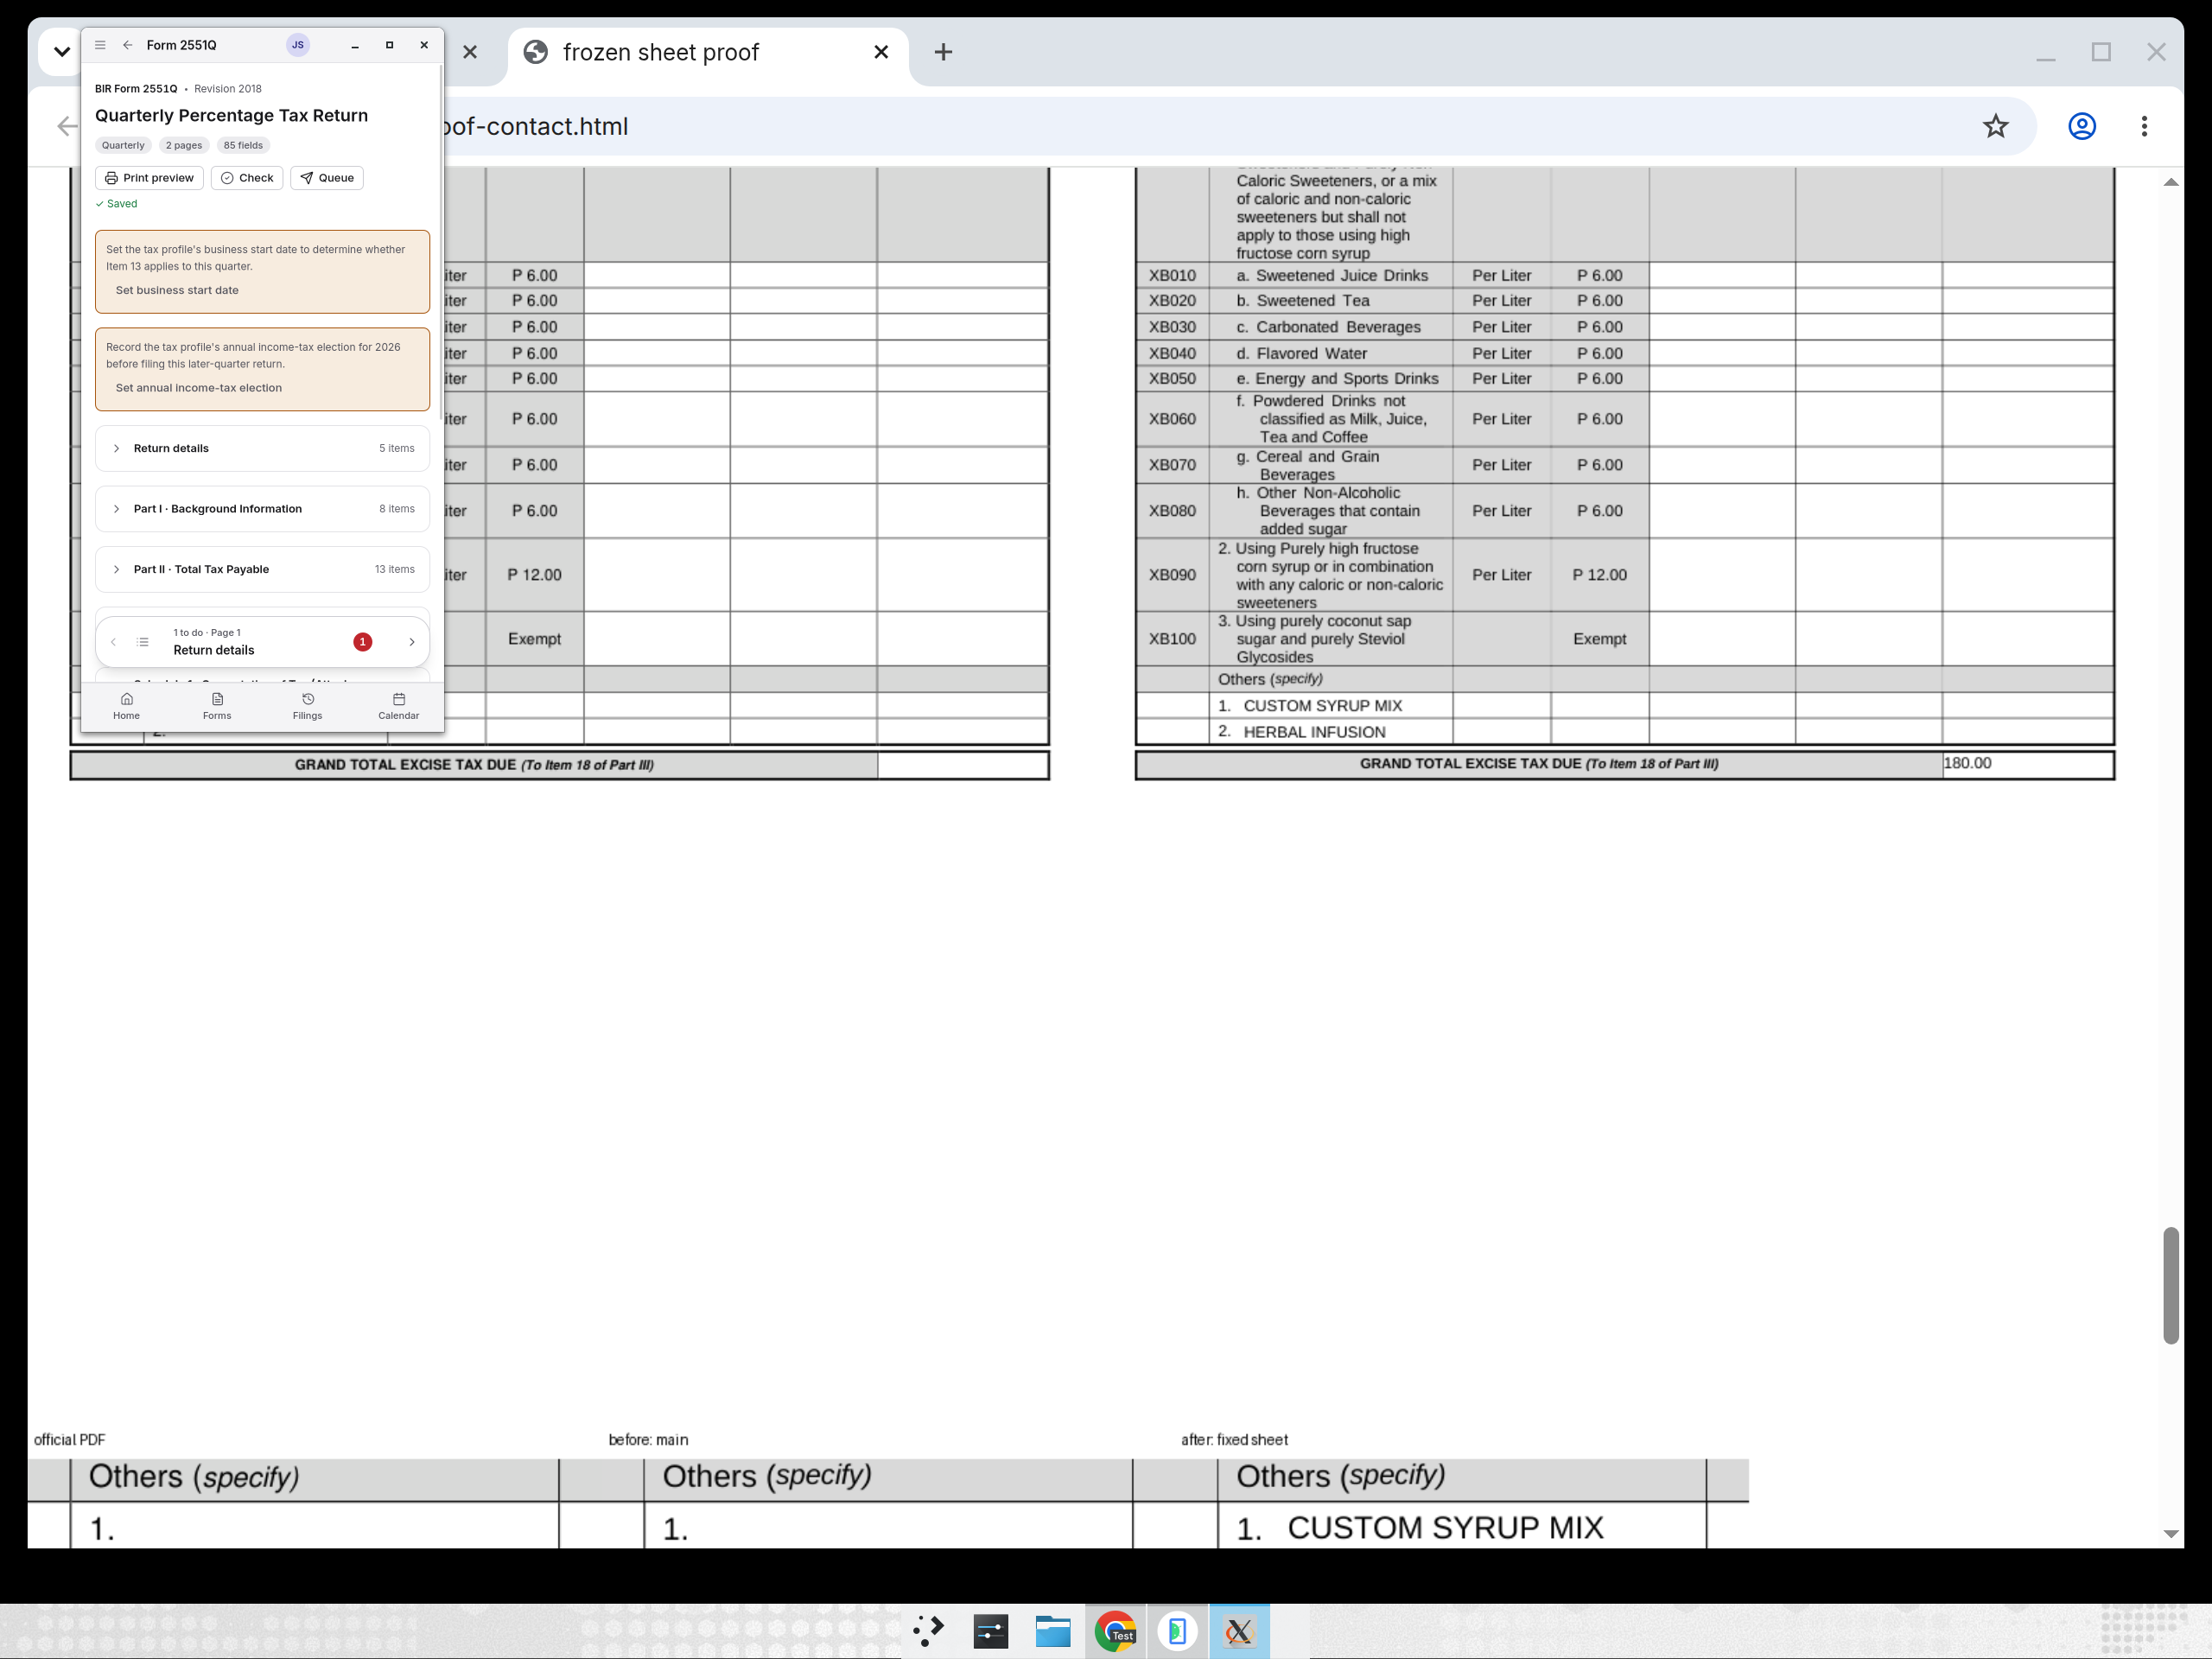 Form 2551Q
JS
frozen sheet proof
oof-contact.html
BIR Form 2551Q • Revision 2018
Quarterly Percentage Tax Return
Quarterly
2 pages
85 fields
Print preview
Check
Queue
✓ Saved
Set the tax profile's business start date to determine whether
Item 13 applies to this quarter.
Set business start date
Record the tax profile's annual income-tax election for 2026
before filing this later-quarter return.
Set annual income-tax election
Return details
5 items
Part I · Background Information
8 items
Part II · Total Tax Payable
13 items
1 to do · Page 1
Return details
1
Home
Forms
Filings
Calendar
iter P 6.00
iter P 6.00
iter P 6.00
iter P 6.00
iter P 6.00
iter P 6.00
iter P 6.00
iter P 6.00
iter P 12.00
Exempt
2.
GRAND TOTAL EXCISE TAX DUE (To Item 18 of Part III)
Caloric Sweeteners, or a mix
of caloric and non-caloric
sweeteners but shall not
apply to those using high
fructose corn syrup
XB010 a. Sweetened Juice Drinks Per Liter P 6.00
XB020 b. Sweetened Tea Per Liter P 6.00
XB030 c. Carbonated Beverages Per Liter P 6.00
XB040 d. Flavored Water Per Liter P 6.00
XB050 e. Energy and Sports Drinks Per Liter P 6.00
f. Powdered Drinks not
XB060 classified as Milk, Juice, Per Liter P 6.00
Tea and Coffee
g. Cereal and Grain
XB070 Per Liter P 6.00
Beverages
h. Other Non-Alcoholic
XB080 Beverages that contain Per Liter P 6.00
added sugar
2. Using Purely high fructose
corn syrup or in combination
XB090 with any caloric or non-caloric Per Liter P 12.00
sweeteners
3. Using purely coconut sap
XB100 sugar and purely Steviol Exempt
Glycosides
Others (specify)
1. CUSTOM SYRUP MIX
2. HERBAL INFUSION
GRAND TOTAL EXCISE TAX DUE (To Item 18 of Part III) 180.00
official PDF
before: main
after: fixed sheet
Others (specify)
Others (specify)
Others (specify)
1.
1.
1. CUSTOM SYRUP MIX
Test